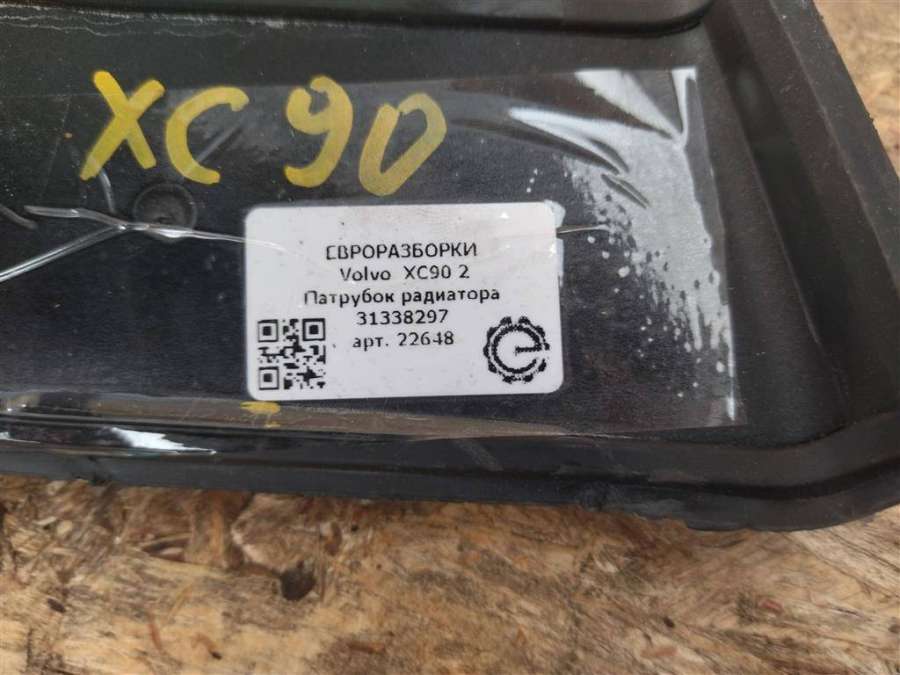 XC90
ЕВРОРАЗБОРКИ
Volvo XC90 2
Патрубок радиатора
31338297
арт. 22648